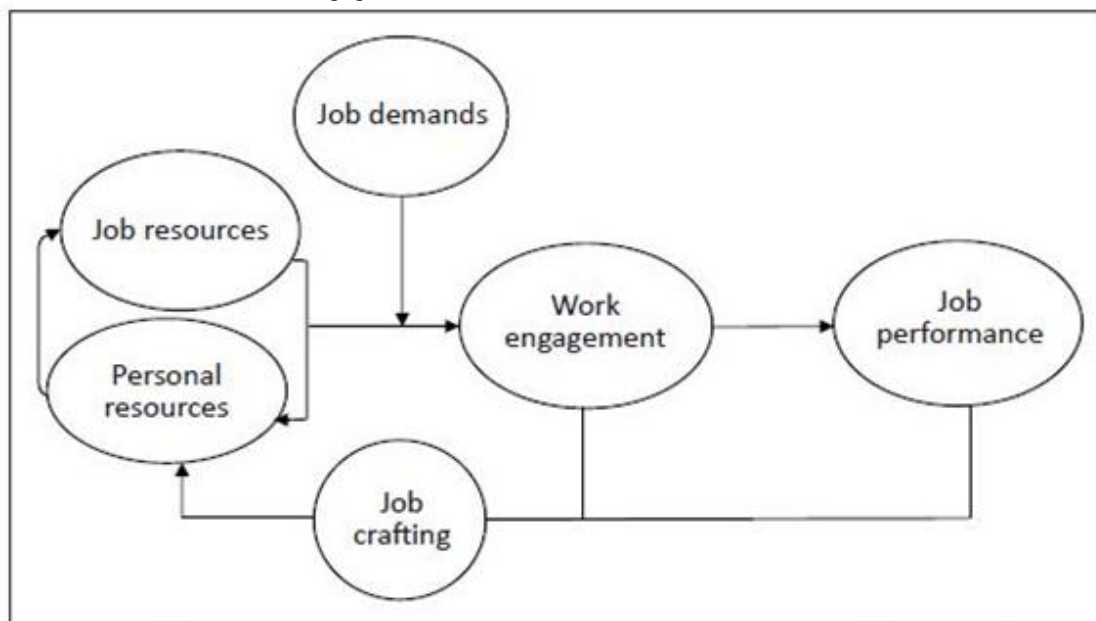 Job demands
Job resources
Work
engagement
Job
performance
Personal
resources
Job
crafting